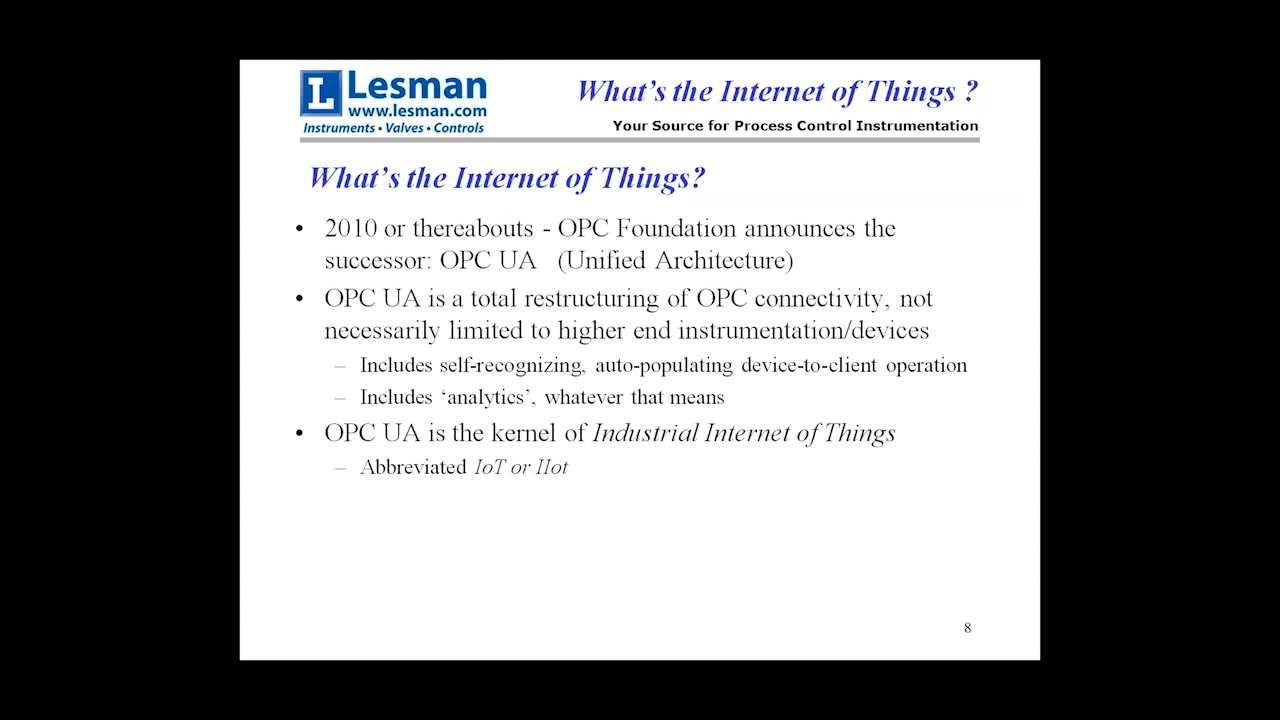 L Lesman
www.lesman.com
Instruments • Valves • Controls
What's the Internet of Things ?
Your Source for Process Control Instrumentation
What's the Internet of Things?
• 2010 or thereabouts - OPC Foundation announces the
successor: OPC UA (Unified Architecture)
• OPC UA is a total restructuring of OPC connectivity, not
necessarily limited to higher end instrumentation/devices
– Includes self-recognizing, auto-populating device-to-client operation
– Includes ‘analytics’, whatever that means
• OPC UA is the kernel of Industrial Internet of Things
– Abbreviated IoT or IIot
8